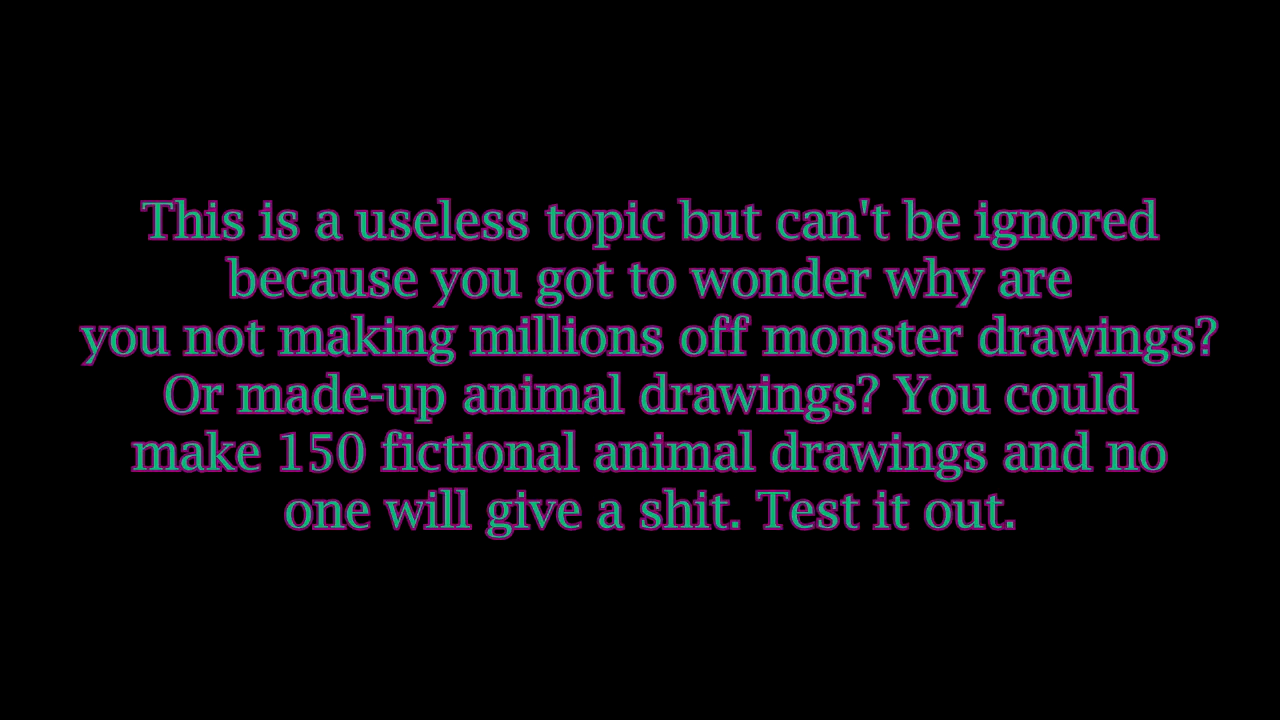 This is a useless topic but can't be ignored
because you got to wonder why are
you not making millions off monster drawings?
Or made-up animal drawings? You could
make 150 fictional animal drawings and no
one will give a shit. Test it out.